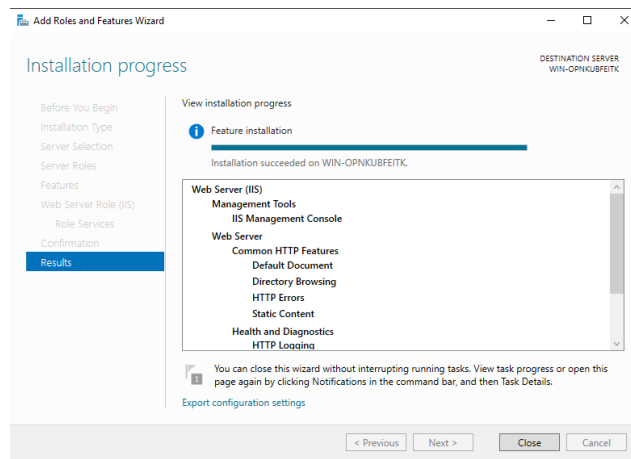 Add Roles and Features Wizard
Installation progress
DESTINATION SERVER
WIN-OPNKUBFEITK
Before You Begin
Installation Type
Server Selection
Server Roles
Features
Web Server Role (IIS)
Role Services
Confirmation
Results
View installation progress
Feature installation
Installation succeeded on WIN-OPNKUBFEITK.
Web Server (IIS)
Management Tools
IIS Management Console
Web Server
Common HTTP Features
Default Document
Directory Browsing
HTTP Errors
Static Content
Health and Diagnostics
HTTP Logging
1
You can close this wizard without interrupting running tasks. View task progress or open this
page again by clicking Notifications in the command bar, and then Task Details.
Export configuration settings
< Previous
Next >
Close
Cancel